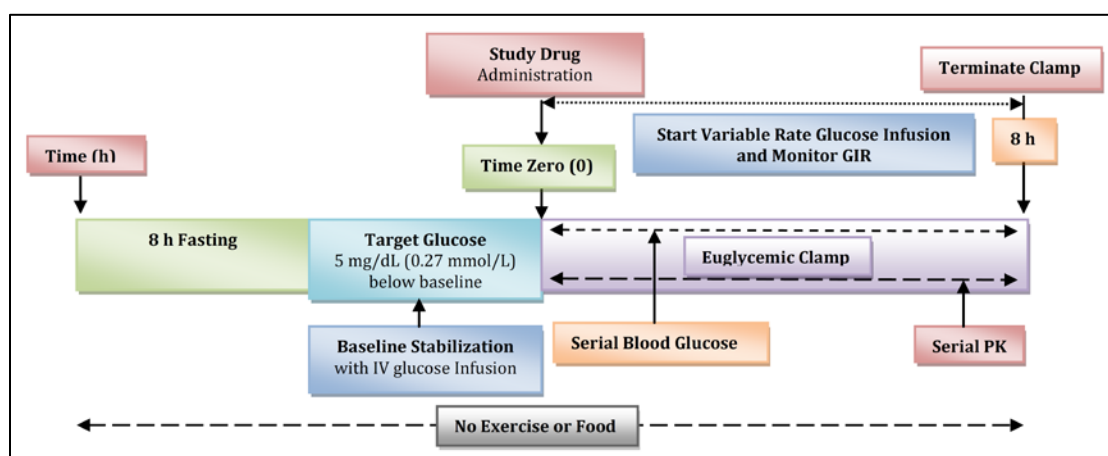 Study Drug
Administration
Terminate Clamp
Start Variable Rate Glucose Infusion
and Monitor GIR
8 h
Time (h)
Time Zero (0)
8 h Fasting
Target Glucose
5 mg/dL (0.27 mmol/L)
below baseline
Euglycemic Clamp
Baseline Stabilization
with IV glucose Infusion
Serial Blood Glucose
Serial PK
No Exercise or Food